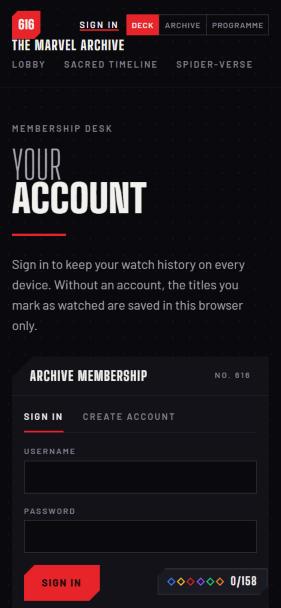 616
SIGN IN
DECK
ARCHIVE
PROGRAMME
THE MARVEL ARCHIVE
LOBBY
SACRED TIMELINE
SPIDER-VERSE
MEMBERSHIP DESK
YOUR
ACCOUNT
Sign in to keep your watch history on every
device. Without an account, the titles you
mark as watched are saved in this browser
only.
ARCHIVE MEMBERSHIP
NO. 616
SIGN IN
CREATE ACCOUNT
USERNAME
PASSWORD
SIGN IN
0/158